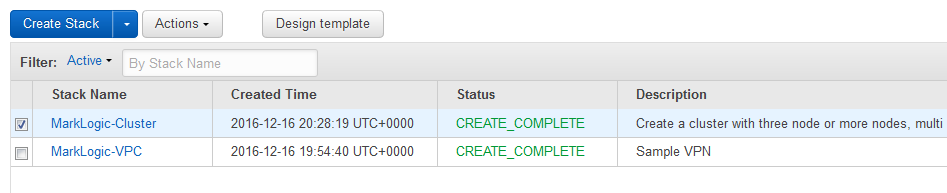 Create Stack Actions Design template
Filter: Active By Stack Name
Stack Name Created Time Status Description
MarkLogic-Cluster 2016-12-16 20:28:19 UTC+0000 CREATE_COMPLETE Create a cluster with three node or more nodes, multi
MarkLogic-VPC 2016-12-16 19:54:40 UTC+0000 CREATE_COMPLETE Sample VPN